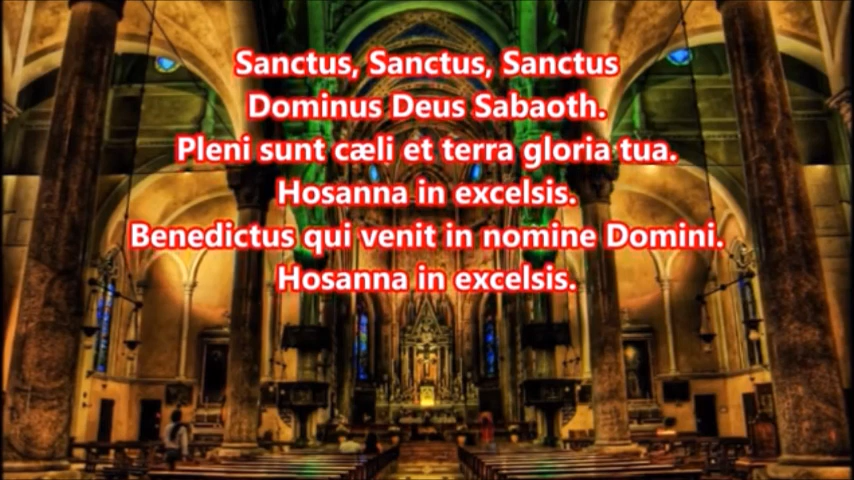 Sanctus, Sanctus, Sanctus
Dominus Deus Sabaoth.
Pleni sunt cæli et terra gloria tua.
Hosanna in excelsis.
Benedictus qui venit in nomine Domini.
Hosanna in excelsis.